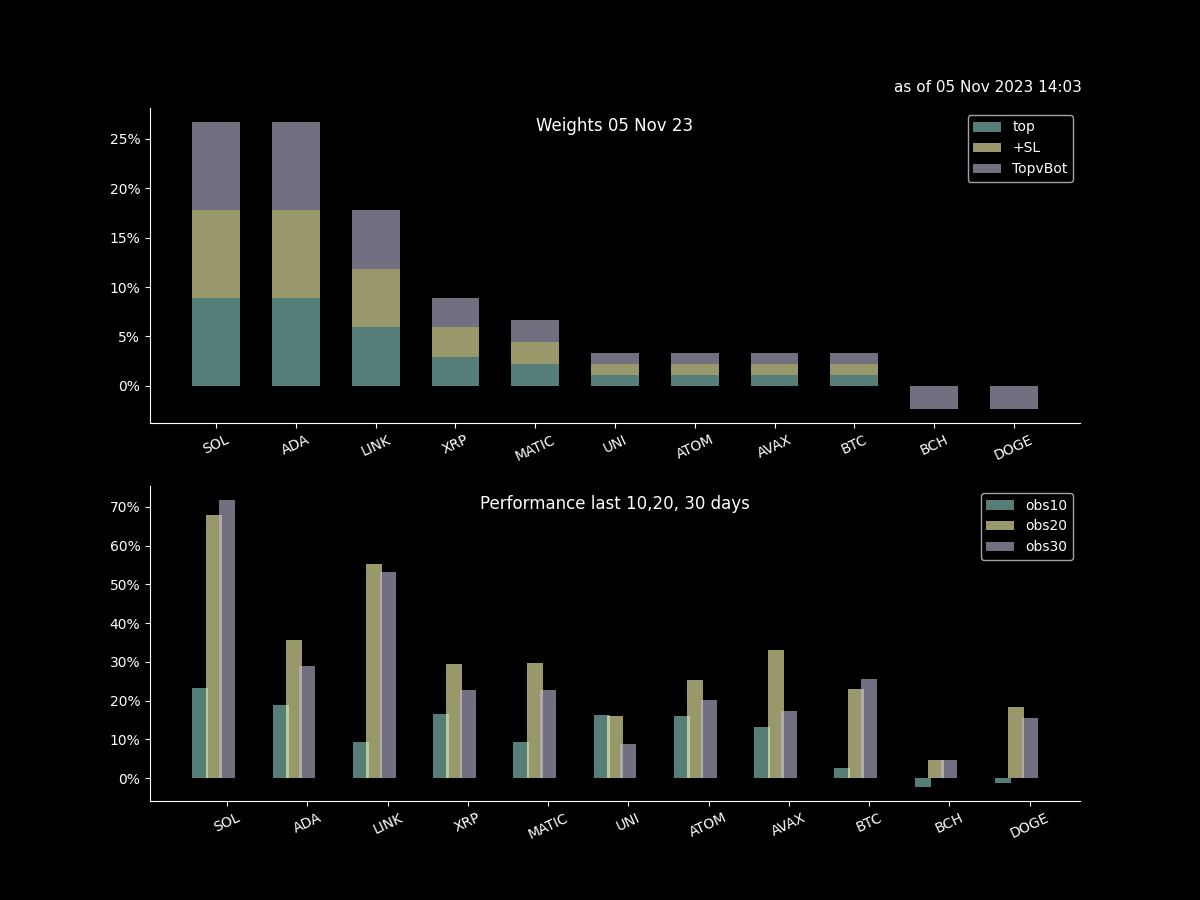 as of 05 Nov 2023 14:03
Weights 05 Nov 23
top
+SL
TopvBot
25%
20%
15%
10%
5%
0%
SOL ADA LINK XRP MATIC UNI ATOM AVAX BTC BCH DOGE
Performance last 10,20, 30 days
obs10
obs20
obs30
70%
60%
50%
40%
30%
20%
10%
0%
SOL ADA LINK XRP MATIC UNI ATOM AVAX BTC BCH DOGE